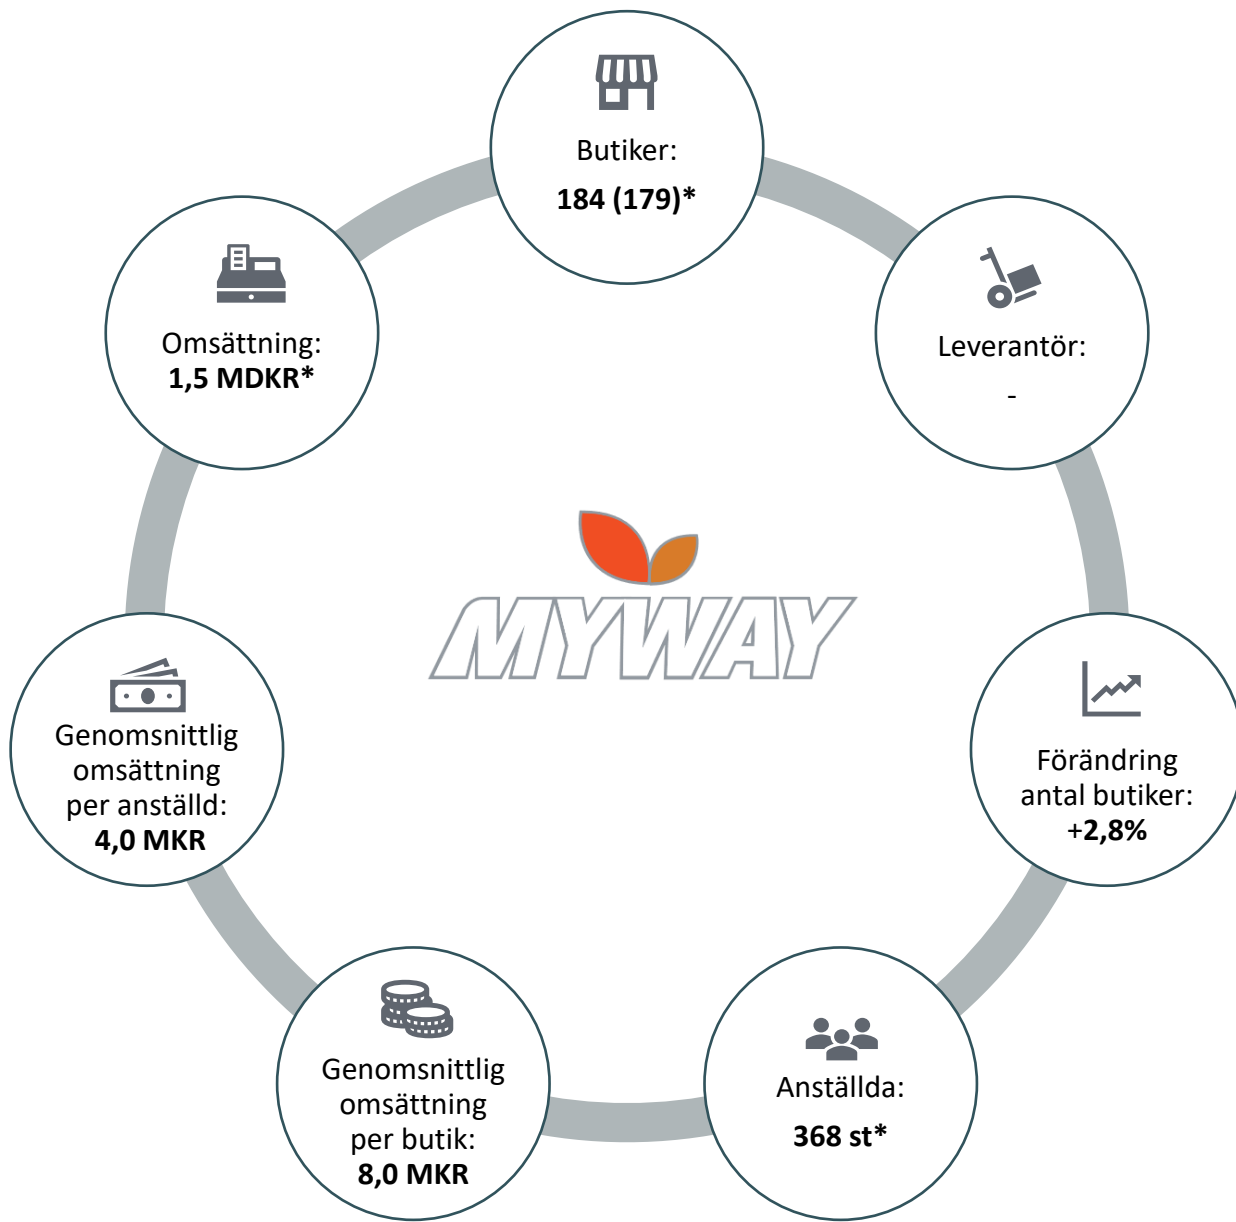 Butiker:
184 (179)*
Omsättning:
1,5 MDKR*
Leverantör:
-
MYWAY
Genomsnittlig
omsättning
per anställd:
4,0 MKR
Förändring
antal butiker:
+2,8%
Genomsnittlig
omsättning
per butik:
8,0 MKR
Anställda:
368 st*